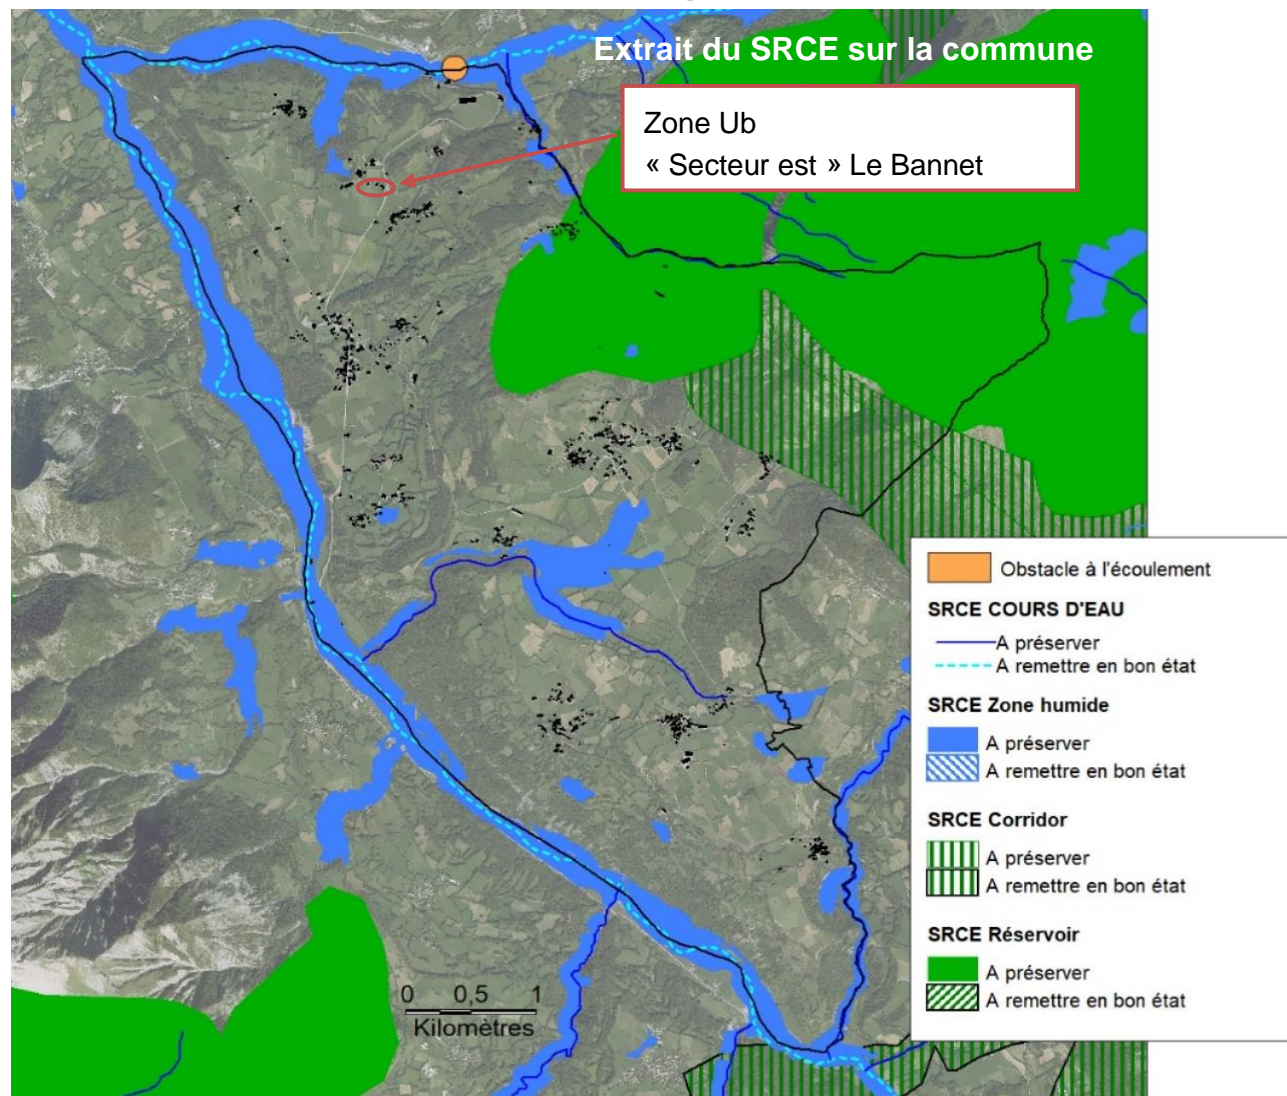 Extrait du SRCE sur la commune
Zone Ub
« Secteur est » Le Bannet
Obstacle à l'écoulement
SRCE COURS D'EAU
A préserver
A remettre en bon état
SRCE Zone humide
A préserver
A remettre en bon état
SRCE Corridor
A préserver
A remettre en bon état
SRCE Réservoir
A préserver
A remettre en bon état
0 0,5 1
Kilomètres